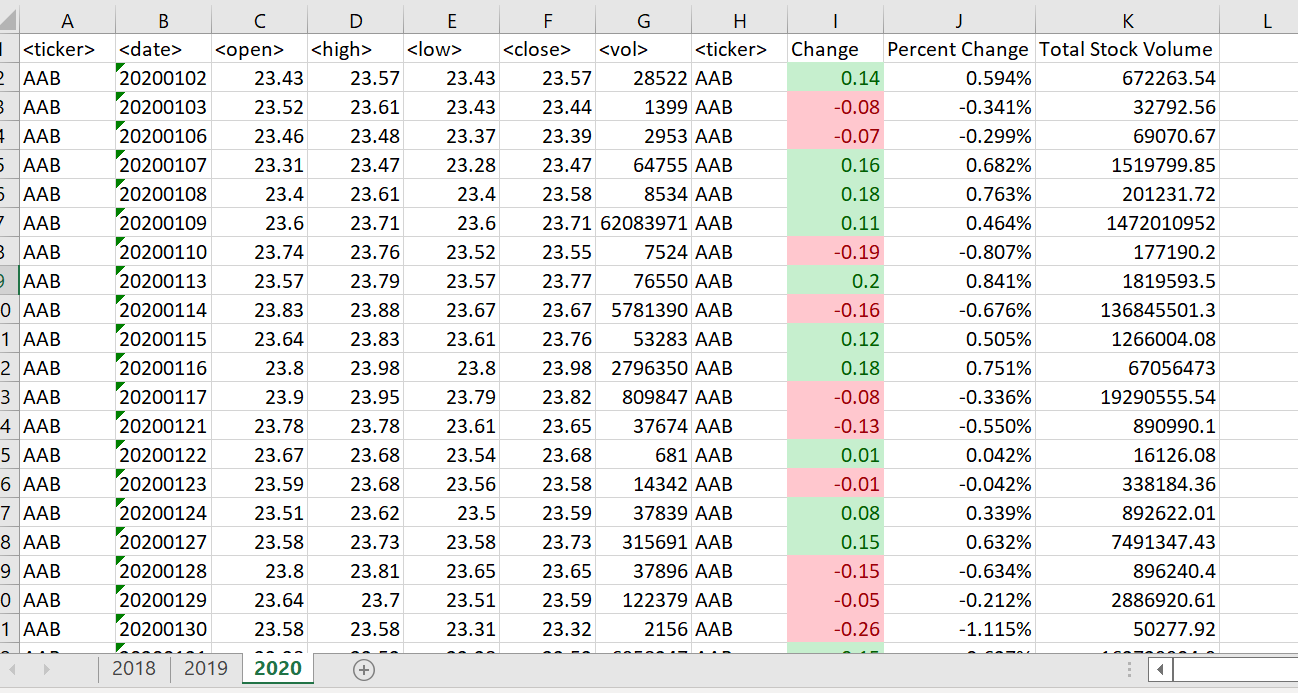 A B C D E F G H I J K L
<ticker> <date> <open> <high> <low> <close> <vol> <ticker> Change Percent Change Total Stock Volume
2 AAB 20200102 23.43 23.57 23.43 23.57 28522 AAB 0.14 0.594% 672263.54
3 AAB 20200103 23.52 23.61 23.43 23.44 1399 AAB -0.08 -0.341% 32792.56
4 AAB 20200106 23.46 23.48 23.37 23.39 2953 AAB -0.07 -0.299% 69070.67
5 AAB 20200107 23.31 23.47 23.28 23.47 64755 AAB 0.16 0.682% 1519799.85
6 AAB 20200108 23.4 23.61 23.4 23.58 8534 AAB 0.18 0.763% 201231.72
7 AAB 20200109 23.6 23.71 23.6 23.71 62083971 AAB 0.11 0.464% 1472010952
8 AAB 20200110 23.74 23.76 23.52 23.55 7524 AAB -0.19 -0.807% 177190.2
9 AAB 20200113 23.57 23.79 23.57 23.77 76550 AAB 0.2 0.841% 1819593.5
0 AAB 20200114 23.83 23.88 23.67 23.67 5781390 AAB -0.16 -0.676% 136845501.3
1 AAB 20200115 23.64 23.83 23.61 23.76 53283 AAB 0.12 0.505% 1266004.08
2 AAB 20200116 23.8 23.98 23.8 23.98 2796350 AAB 0.18 0.751% 67056473
3 AAB 20200117 23.9 23.95 23.79 23.82 809847 AAB -0.08 -0.336% 19290555.54
4 AAB 20200121 23.78 23.78 23.61 23.65 37674 AAB -0.13 -0.550% 890990.1
5 AAB 20200122 23.67 23.68 23.54 23.68 681 AAB 0.01 0.042% 16126.08
6 AAB 20200123 23.59 23.68 23.56 23.58 14342 AAB -0.01 -0.042% 338184.36
7 AAB 20200124 23.51 23.62 23.5 23.59 37839 AAB 0.08 0.339% 892622.01
8 AAB 20200127 23.58 23.73 23.58 23.73 315691 AAB 0.15 0.632% 7491347.43
9 AAB 20200128 23.8 23.81 23.65 23.65 37896 AAB -0.15 -0.634% 896240.4
0 AAB 20200129 23.64 23.7 23.51 23.59 122379 AAB -0.05 -0.212% 2886920.61
1 AAB 20200130 23.58 23.58 23.31 23.32 2156 AAB -0.26 -1.115% 50277.92
2018 2019 2020